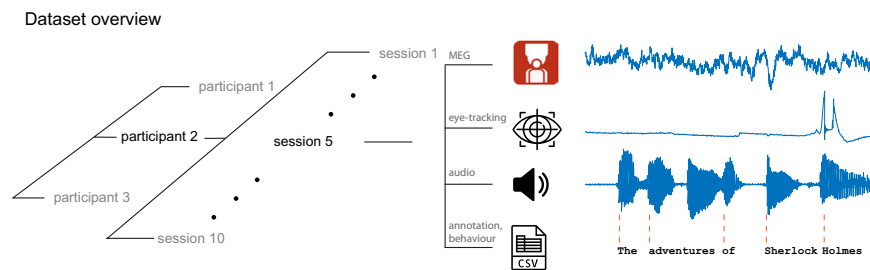 Dataset overview
session 1
MEG
participant 1
eye-tracking
participant 2
session 5
audio
participant 3
session 10
annotation,
behaviour
CSV
The adventures of Sherlock Holmes